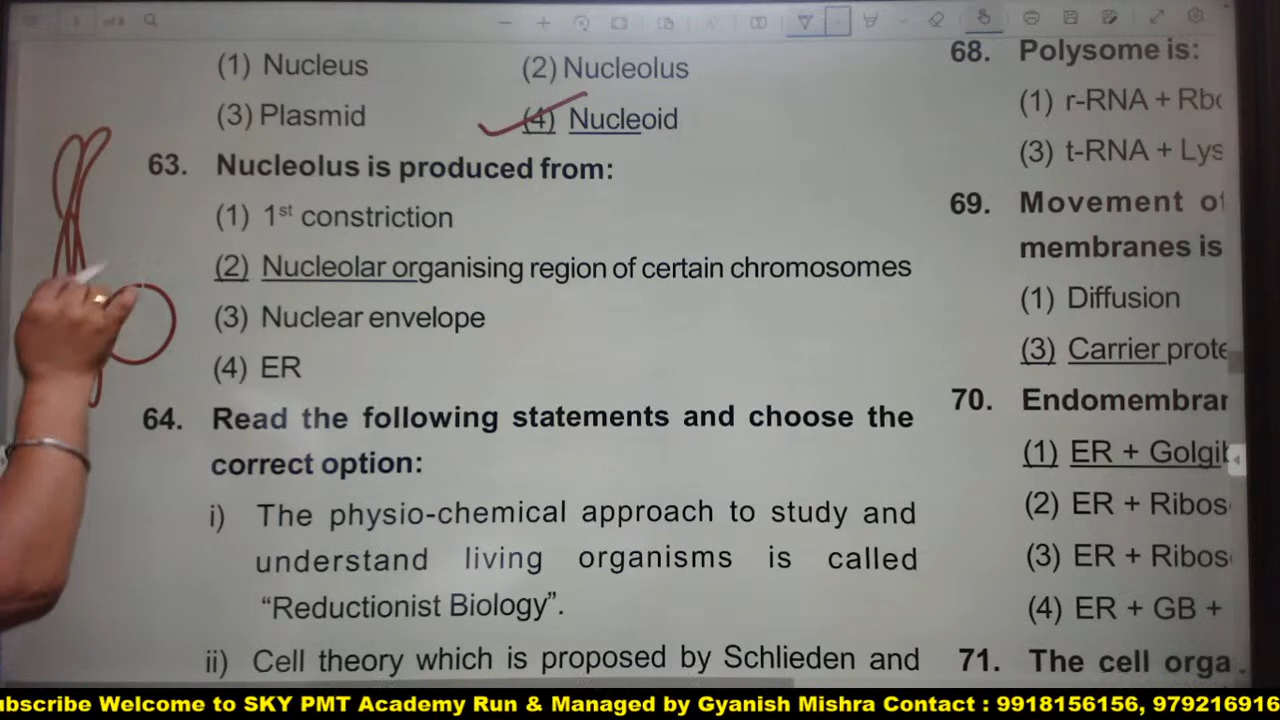 (1) Nucleus (2) Nucleolus
(3) Plasmid (4) Nucleoid
63. Nucleolus is produced from:
(1) 1st constriction
(2) Nucleolar organising region of certain chromosomes
(3) Nuclear envelope
(4) ER
64. Read the following statements and choose the
correct option:
i) The physio-chemical approach to study and
understand living organisms is called
“Reductionist Biology”.
ii) Cell theory which is proposed by Schlieden and
68. Polysome is:
(1) r-RNA +
(3) t-RNA + Lys
69. Movement of
membranes is
(1) Diffusion
(3) Carrier prote
70. Endomembrar
(1) ER + Golgi
(2) ER + Ribos
(3) ER + Ribos
(4) ER + GB +
71. The cell orga
ubscribe Welcome to SKY PMT Academy Run & Managed by Gyanish Mishra Contact : 9918156156, 979216916